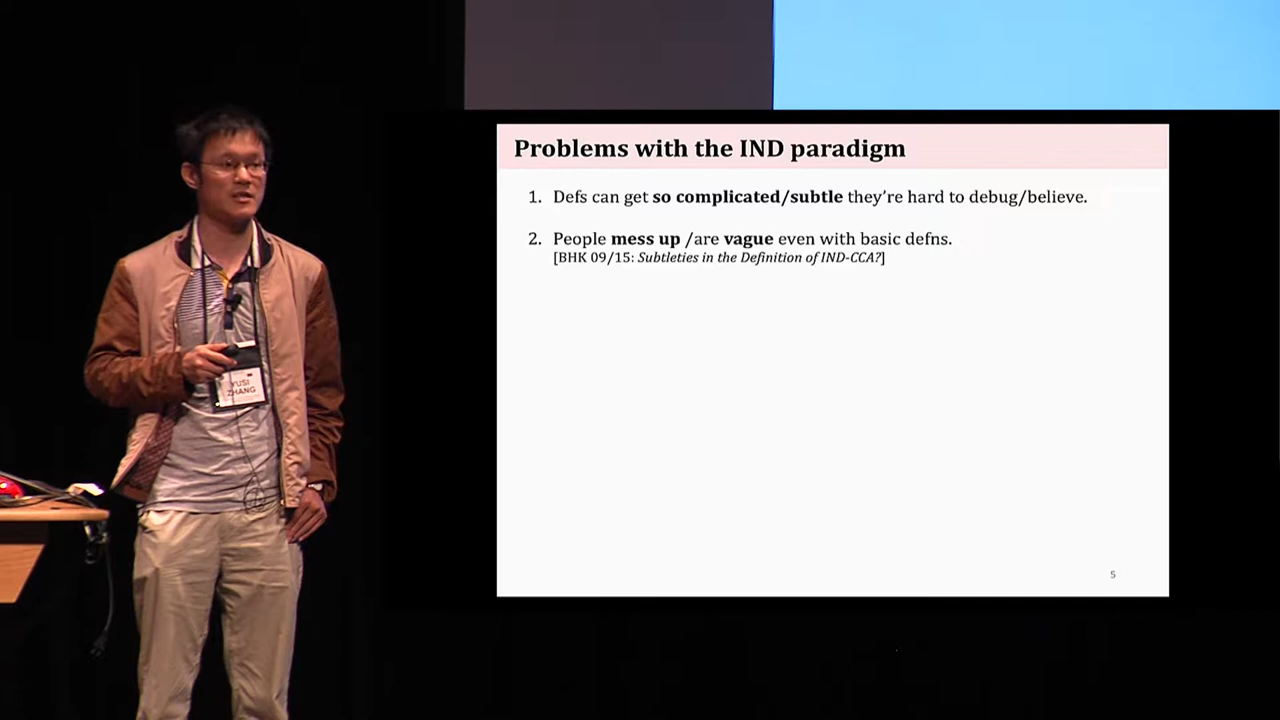 Problems with the IND paradigm
1. Defs can get so complicated/subtle they're hard to debug/believe.
2. People mess up /are vague even with basic defns.
[BHK 09/15: Subtleties in the Definition of IND-CCA?]
YUSI
ZHANG
5